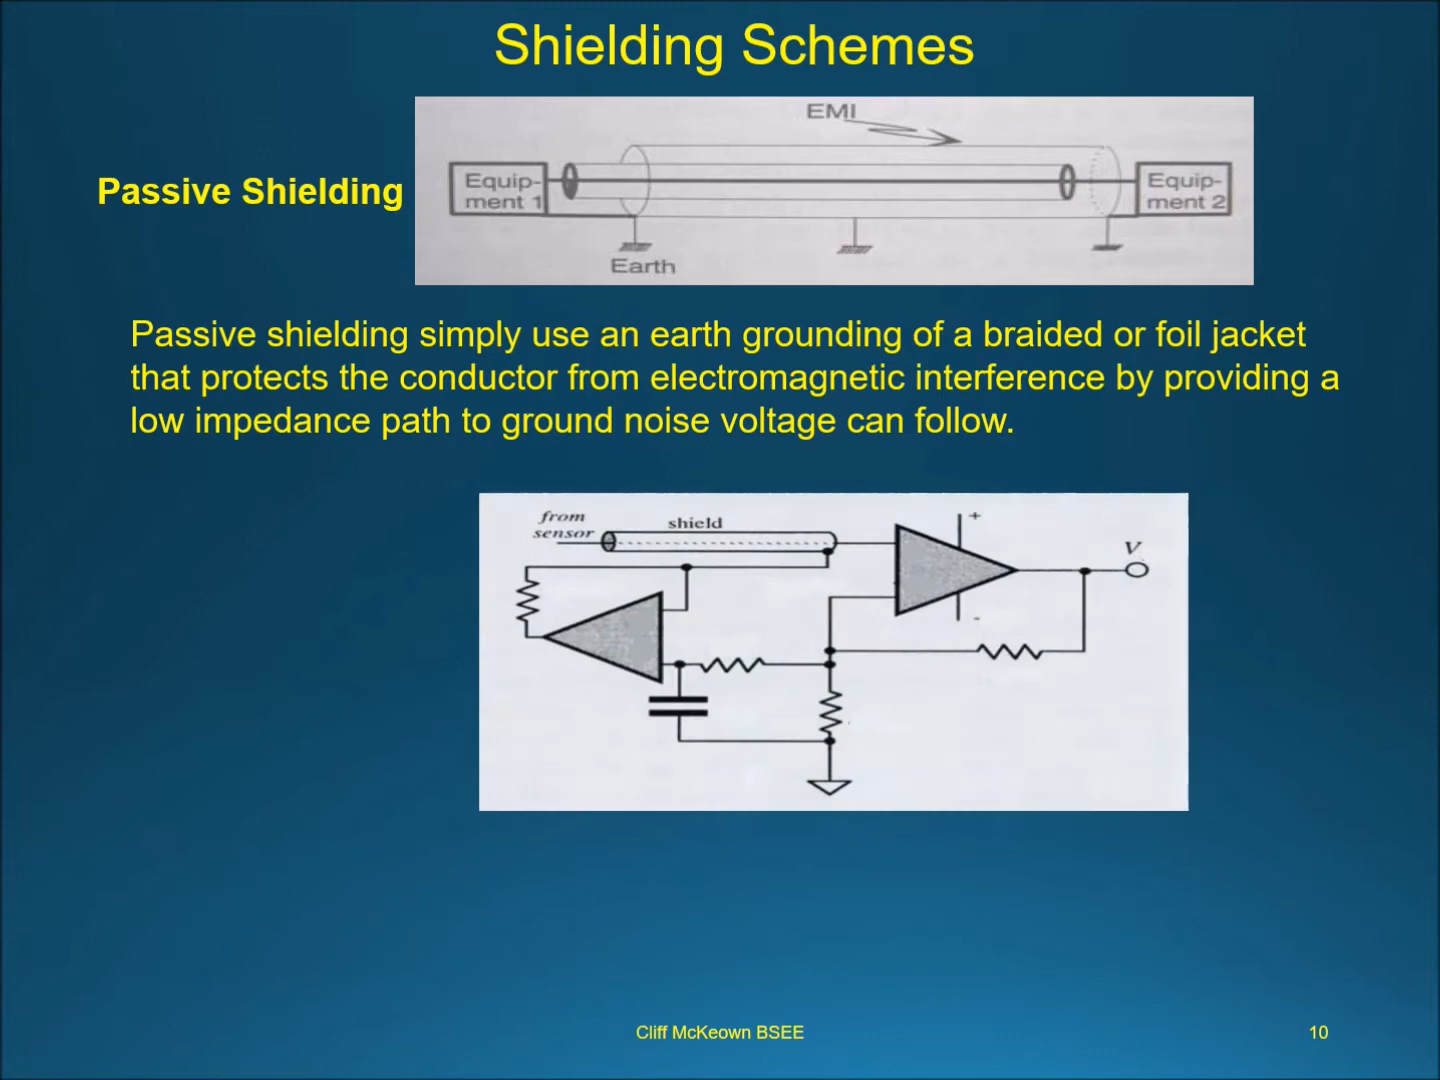 Shielding Schemes
EMI
Passive Shielding
Equip-
ment 1
Equip-
ment 2
Earth
Passive shielding simply use an earth grounding of a braided or foil jacket
that protects the conductor from electromagnetic interference by providing a
low impedance path to ground noise voltage can follow.
from
sensor
shield
+
V
-
Cliff McKeown BSEE
10